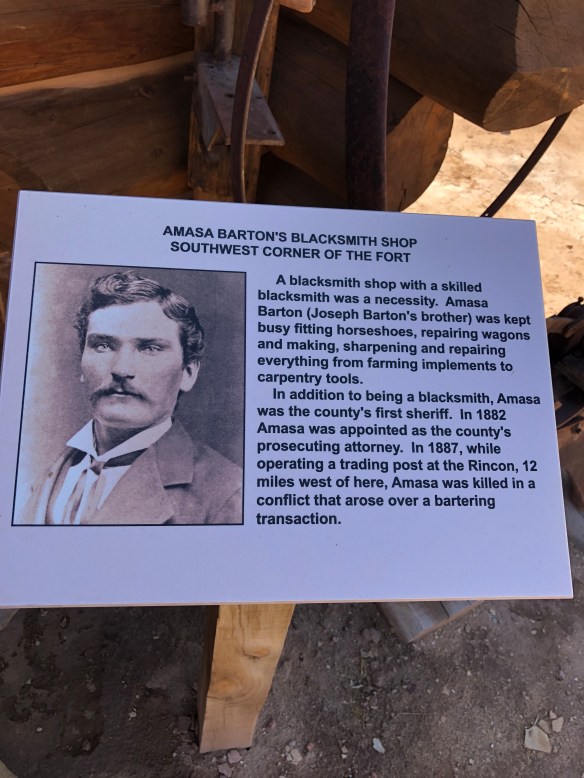 AMASA BARTON'S BLACKSMITH SHOP
SOUTHWEST CORNER OF THE FORT
A blacksmith shop with a skilled
blacksmith was a necessity. Amasa
Barton (Joseph Barton's brother) was kept
busy fitting horseshoes, repairing wagons
and making, sharpening and repairing
everything from farming implements to
carpentry tools.
In addition to being a blacksmith, Amasa
was the county's first sheriff. In 1882
Amasa was appointed as the county's
prosecuting attorney. In 1887, while
operating a trading post at the Rincon, 12
miles west of here, Amasa was killed in a
conflict that arose over a bartering
transaction.